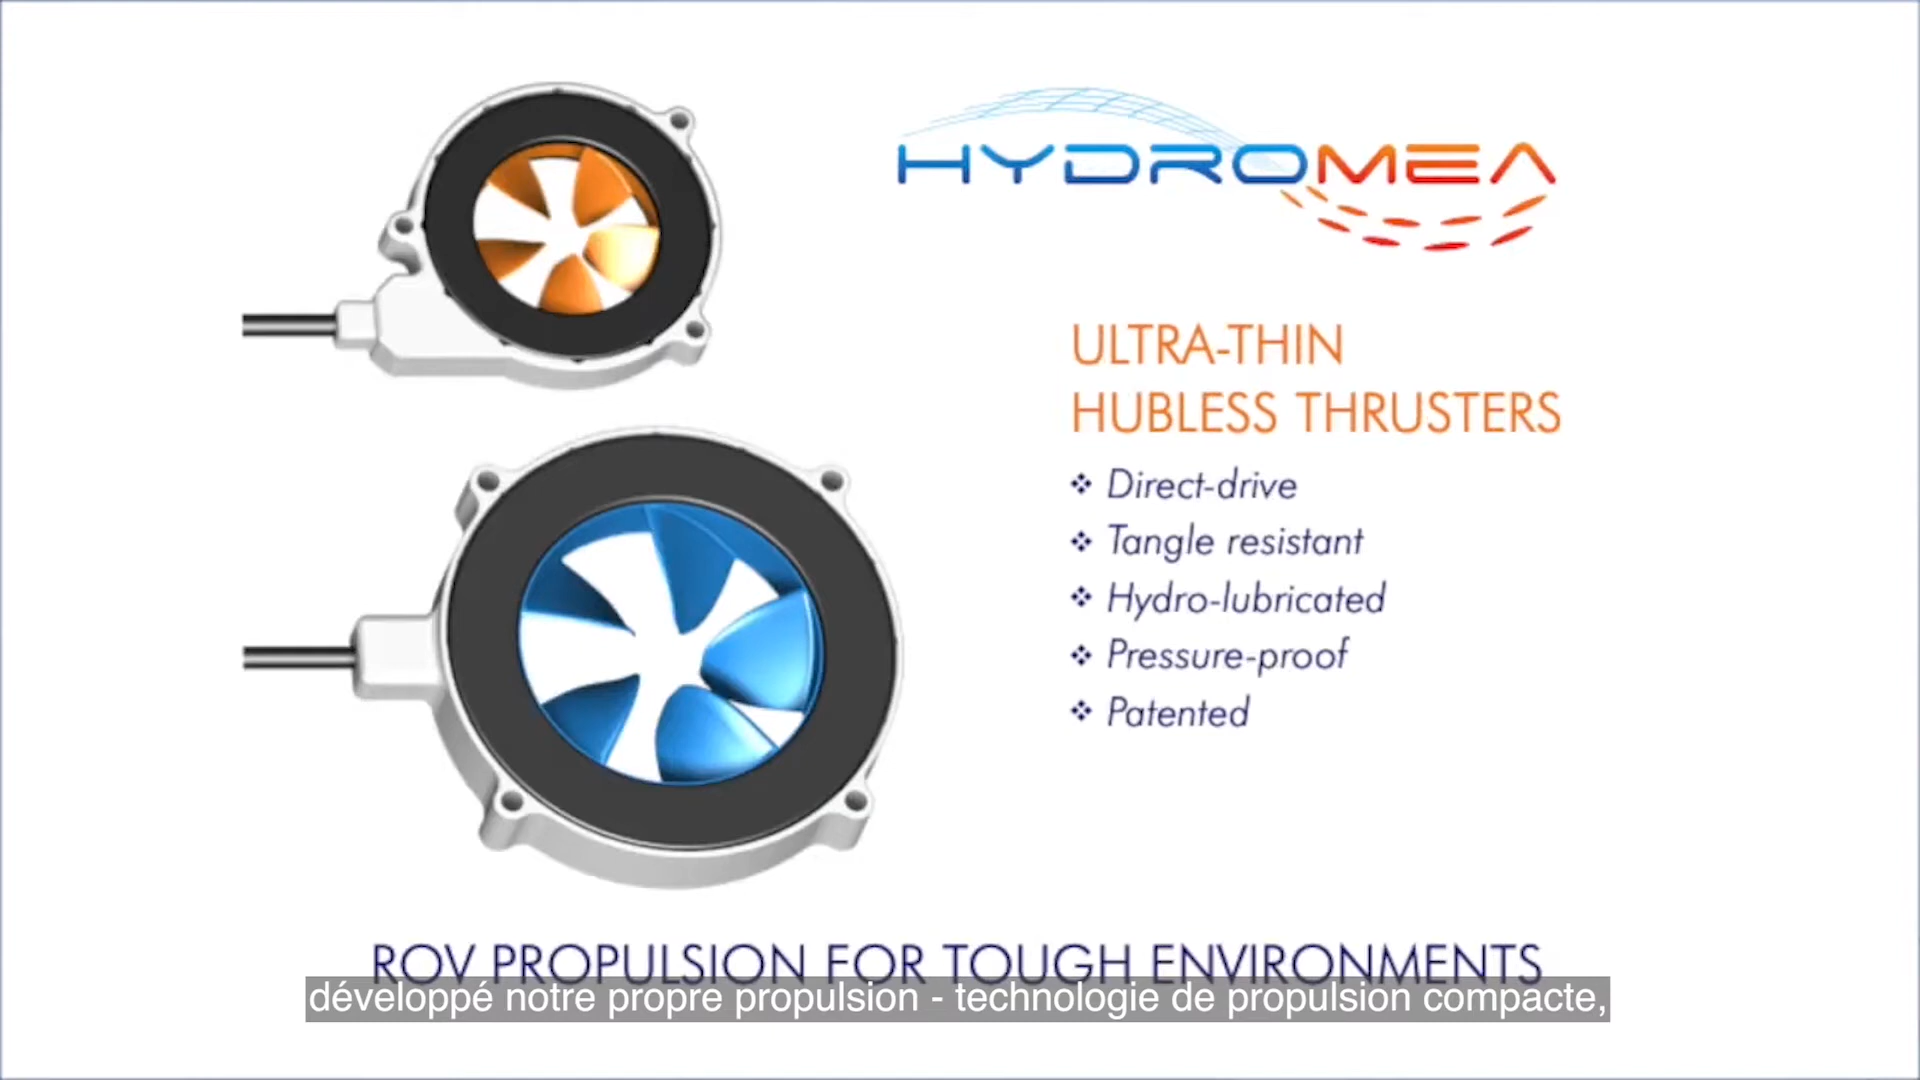 HYDROMEA
ULTRA-THIN
HUBLESS THRUSTERS
❖ Direct-drive
❖ Tangle resistant
❖ Hydro-lubricated
❖ Pressure-proof
❖ Patented
ROV PROPULSION FOR TOUGH ENVIRONMENTS
développé notre propre propulsion - technologie de propulsion compacte,